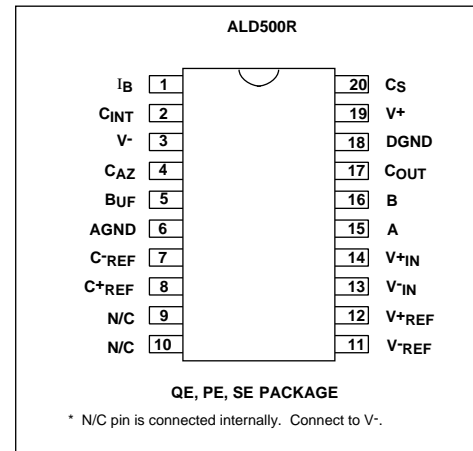 ALD500R
IB 1 20 CS
CINT 2 19 V+
V- 3 18 DGND
CAZ 4 17 COUT
BUF 5 16 B
AGND 6 15 A
C-REF 7 14 V+IN
C+REF 8 13 V-IN
N/C 9 12 V+REF
N/C 10 11 V-REF
QE, PE, SE PACKAGE
* N/C pin is connected internally. Connect to V-.